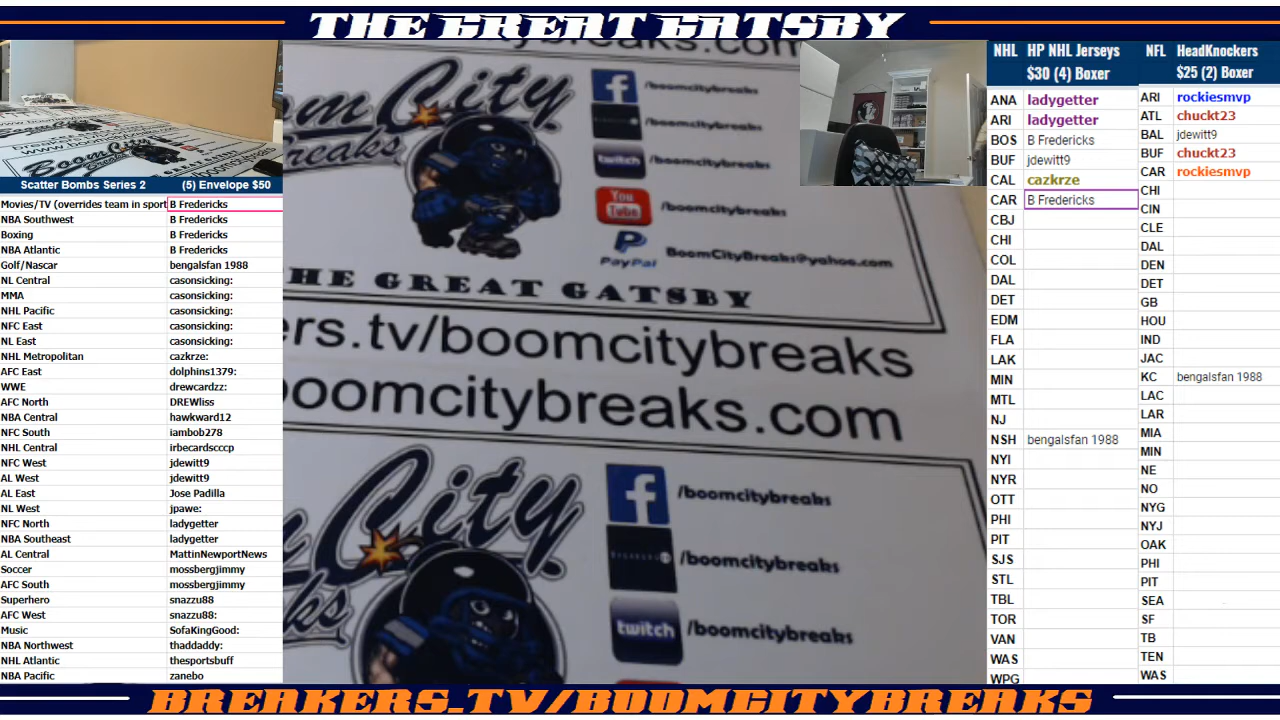 THE GREAT GATSBY
Scatter Bombs Series 2 (5) Envelope $50
Movies/TV (overrides team in sport B Fredericks
NBA Southwest B Fredericks
Boxing B Fredericks
NBA Atlantic B Fredericks
Golf/Nascar bengalsfan 1988
NL Central casonsicking:
MMA casonsicking:
NHL Pacific casonsicking:
NFC East casonsicking:
NL East casonsicking:
NHL Metropolitan cazkrze:
AFC East dolphins1379:
WWE drewcardzz:
AFC North DREWliss
NBA Central hawkward12
NFC South iambob278
NHL Central irbecardscccp
NFC West jdewitt9
AL West jdewitt9
AL East Jose Padilla
NL West jpawe:
NFC North ladygetter
NBA Southeast ladygetter
AL Central MattinNewportNews
Soccer mossbergjimmy
AFC South mossbergjimmy
Superhero snazzu88
AFC West snazzu88:
Music SofaKingGood:
NBA Northwest thaddaddy:
NHL Atlantic thesportsbuff
NBA Pacific zanebo
oomcitybreaks.com
oom City
Breaks
/boomcitybreaks
/boomcitybreaks
twitch /boomcitybreaks
You
Tube /boomcitybreaks
PayPal BoomCityBreaks@yahoo.com
HE GREAT GATSBY
ers.tv/boomcitybreaks
oomcitybreaks.com
City
/boomcitybreaks
/boomcitybreaks
twitch /boomcitybreaks
NHL HP NHL Jerseys
$30 (4) Boxer
ANA ladygetter
ARI ladygetter
BOS B Fredericks
BUF jdewitt9
CAL cazkrze
CAR B Fredericks
CBJ
CHI
COL
DAL
DET
EDM
FLA
LAK
MIN
MTL
NJ
NSH bengalsfan 1988
NYI
NYR
OTT
PHI
PIT
SJS
STL
TBL
TOR
VAN
WAS
WPG
NFL HeadKnockers
$25 (2) Boxer
ARI rockiesmvp
ATL chuckt23
BAL jdewitt9
BUF chuckt23
CAR rockiesmvp
CHI
CIN
CLE
DAL
DEN
DET
GB
HOU
IND
JAC
KC bengalsfan 1988
LAC
LAR
MIA
MIN
NE
NO
NYG
NYJ
OAK
PHI
PIT
SEA
SF
TB
TEN
WAS
BREAKERS.TV/BOOMCITYBREAKS